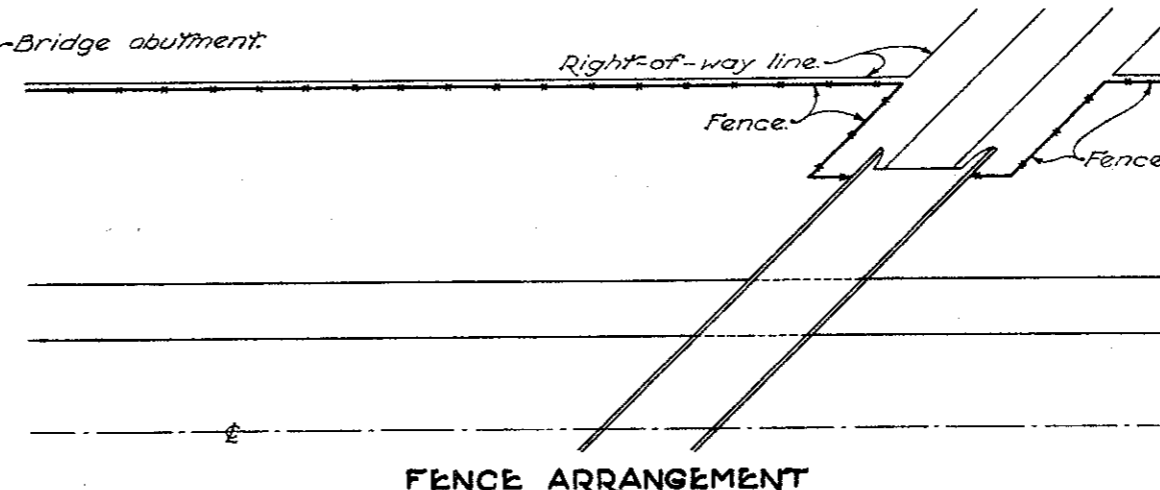 Bridge abutment.
Right-of-way line.
Fence.
Fence
℄
FENCE ARRANGEMENT